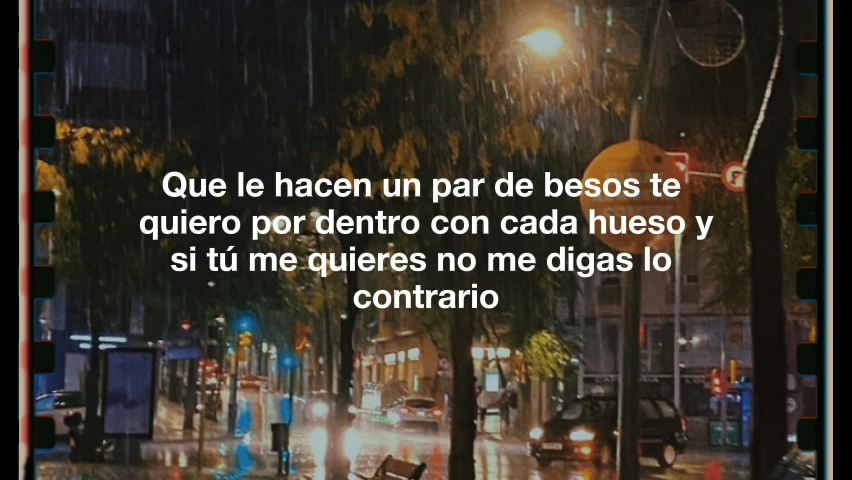 Que le hacen un par de besos te
quiero por dentro con cada hueso y
si tú me quieres no me digas lo
contrario